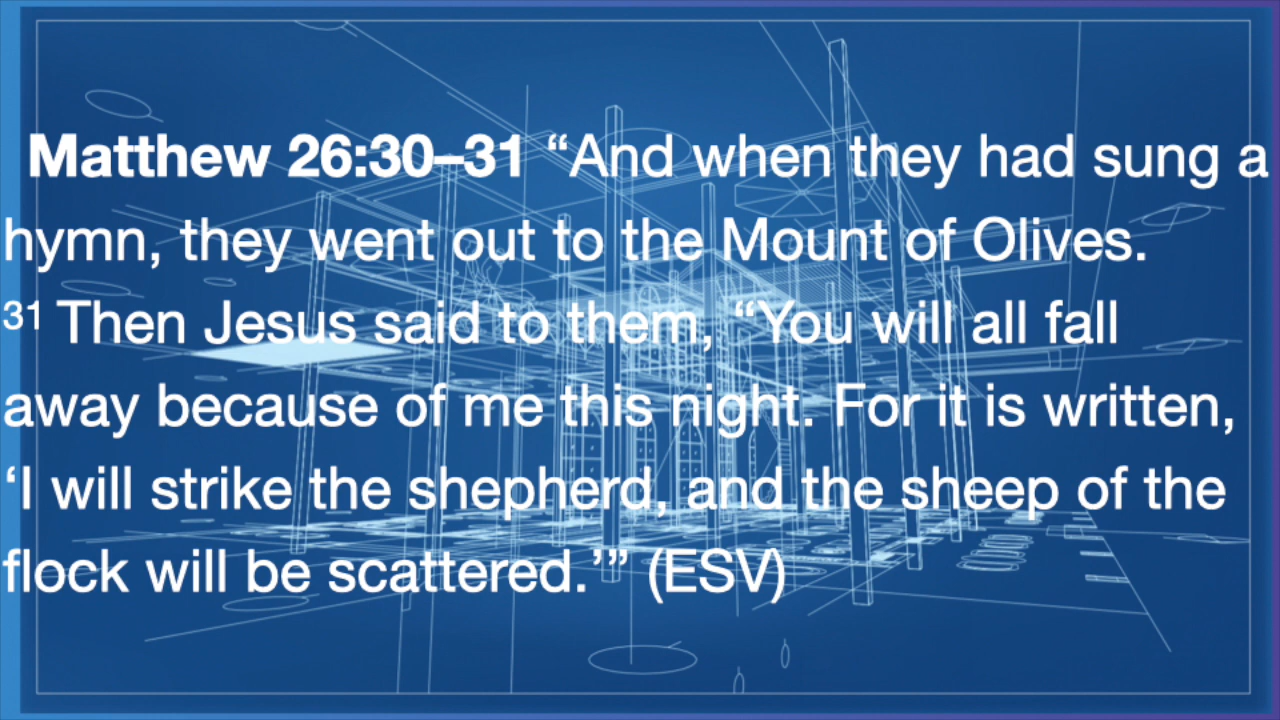 Matthew 26:30–31 “And when they had sung a
hymn, they went out to the Mount of Olives.
31 Then Jesus said to them, “You will all fall
away because of me this night. For it is written,
‘I will strike the shepherd, and the sheep of the
flock will be scattered.’” (ESV)